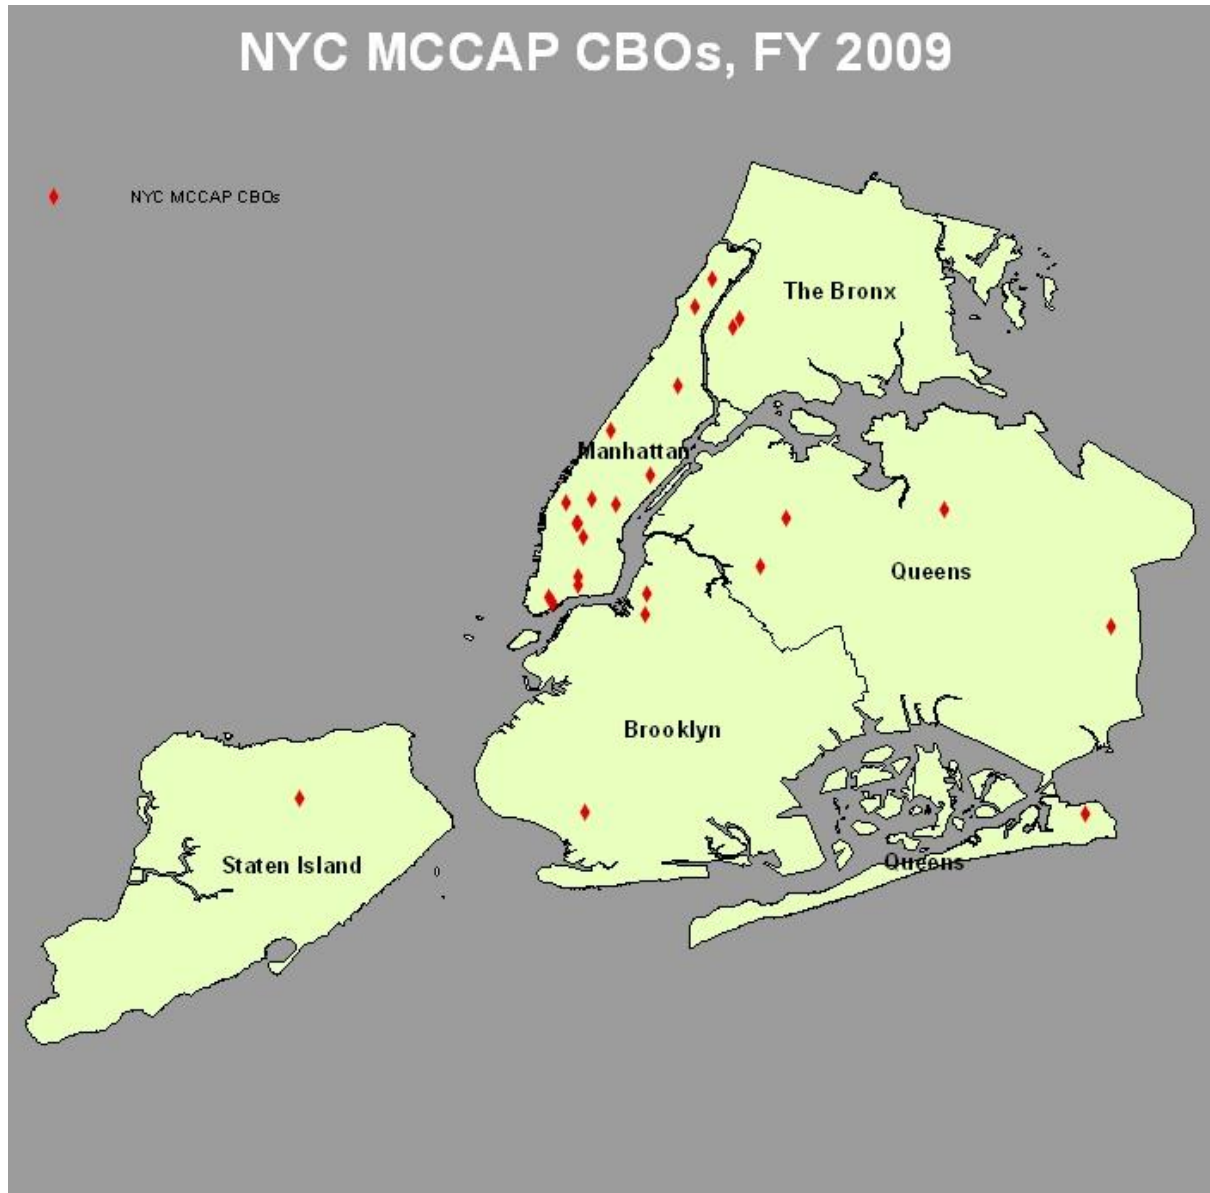 NYC MCCAP CBOs, FY 2009
NYC MCCAP CBOs
The Bronx
Manhattan
Queens
Brooklyn
Staten Island
Queens